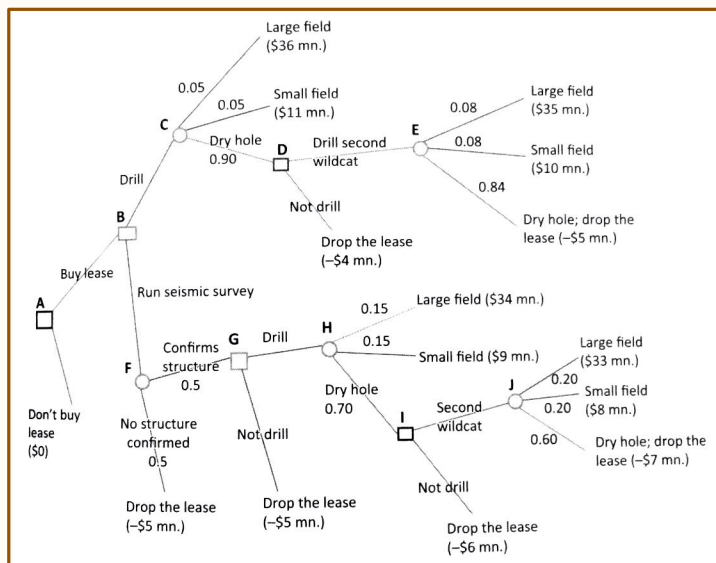 Large field
($36 mn.)
0.05
0.05
Small field
($11 mn.)
C
Dry hole
0.90
D
Drill second
wildcat
E
0.08
Large field
($35 mn.)
0.08
Small field
($10 mn.)
0.84
Dry hole; drop the
lease (–$5 mn.)
Not drill
Drop the lease
(–$4 mn.)
Drill
B
Buy lease
A
Run seismic survey
Don't buy
lease
($0)
F
Confirms
structure
0.5
No structure
confirmed
0.5
Drop the lease
(–$5 mn.)
G
Drill
Not drill
Drop the lease
(–$5 mn.)
H
0.15
Large field ($34 mn.)
0.15
Small field ($9 mn.)
Dry hole
0.70
I
Second
wildcat
J
Large field
($33 mn.)
0.20
Small field
($8 mn.)
0.20
0.60
Dry hole; drop the
lease (–$7 mn.)
Not drill
Drop the lease
(–$6 mn.)